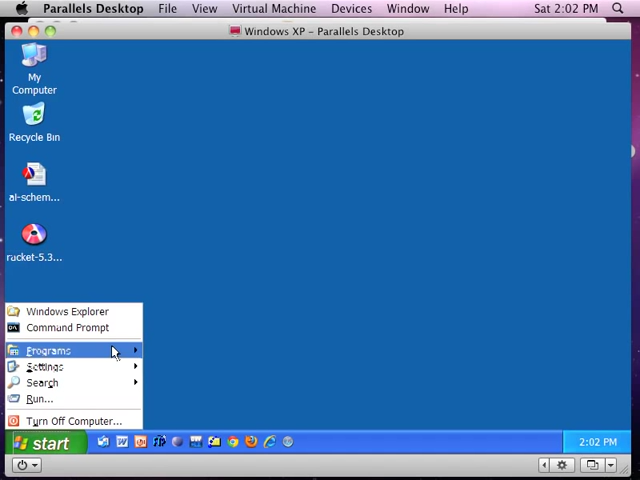 Parallels Desktop File View Virtual Machine Devices Window Help Sat 2:02 PM
Windows XP - Parallels Desktop
My
Computer
Recycle Bin
al-schem...
racket-5.3...
Windows Explorer
Command Prompt
Programs
Settings
Search
Run...
Turn Off Computer...
start 2:02 PM